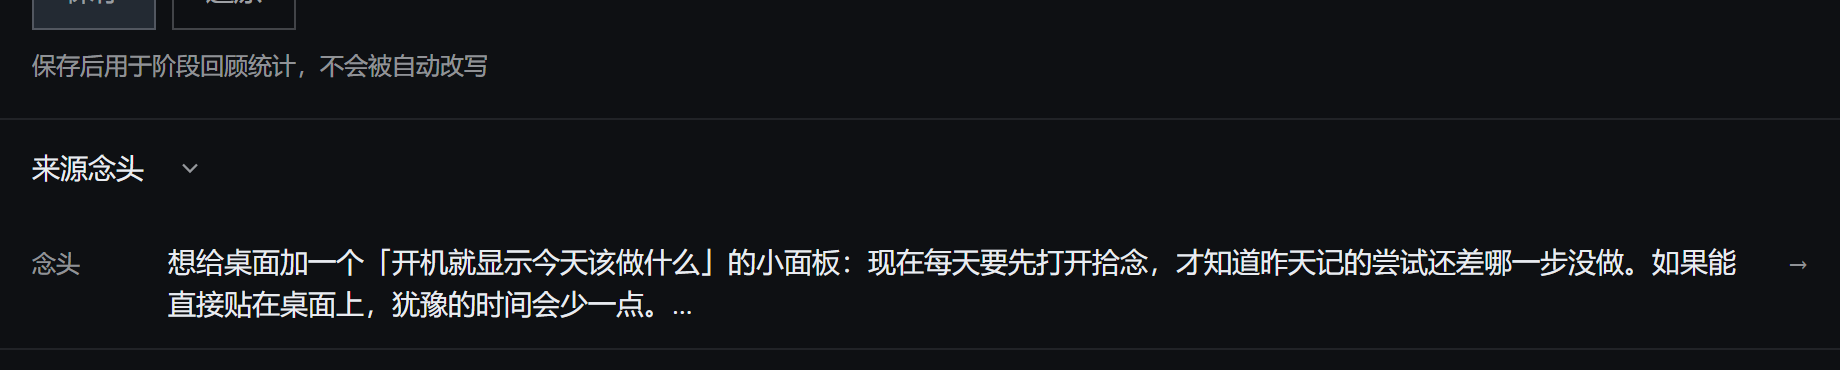 保存后用于阶段回顾统计，不会被自动改写
来源念头
念头
想给桌面加一个「开机就显示今天该做什么」的小面板：现在每天要先打开拾念，才知道昨天记的尝试还差哪一步没做。如果能
直接贴在桌面上，犹豫的时间会少一点。...
→